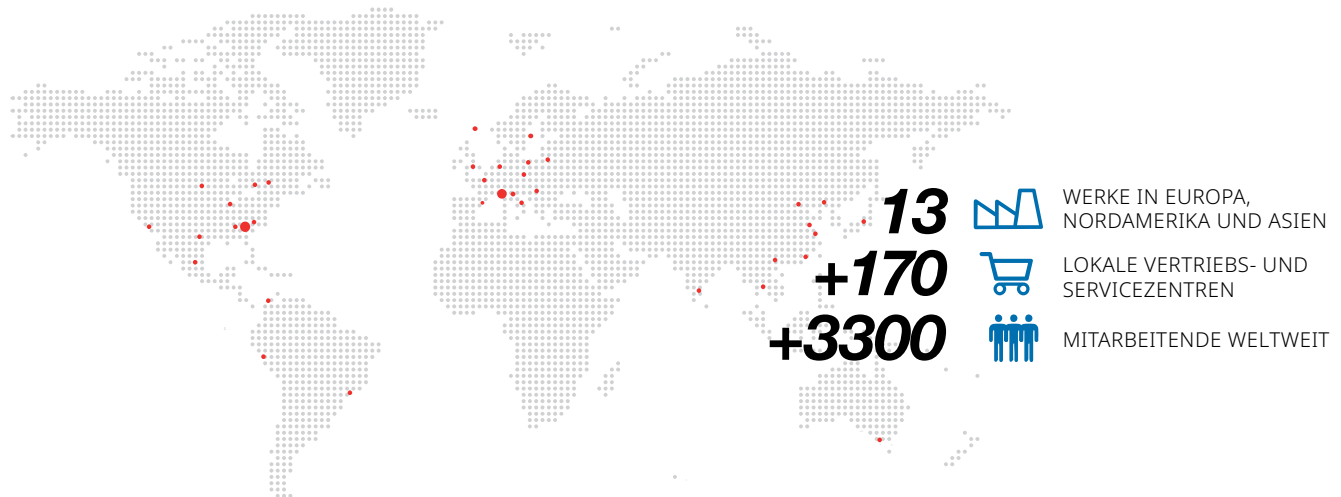 13
WERKE IN EUROPA,
NORDAMERIKA UND ASIEN
+170
LOKALE VERTRIEBS- UND
SERVICEZENTREN
+3300
MITARBEITENDE WELTWEIT